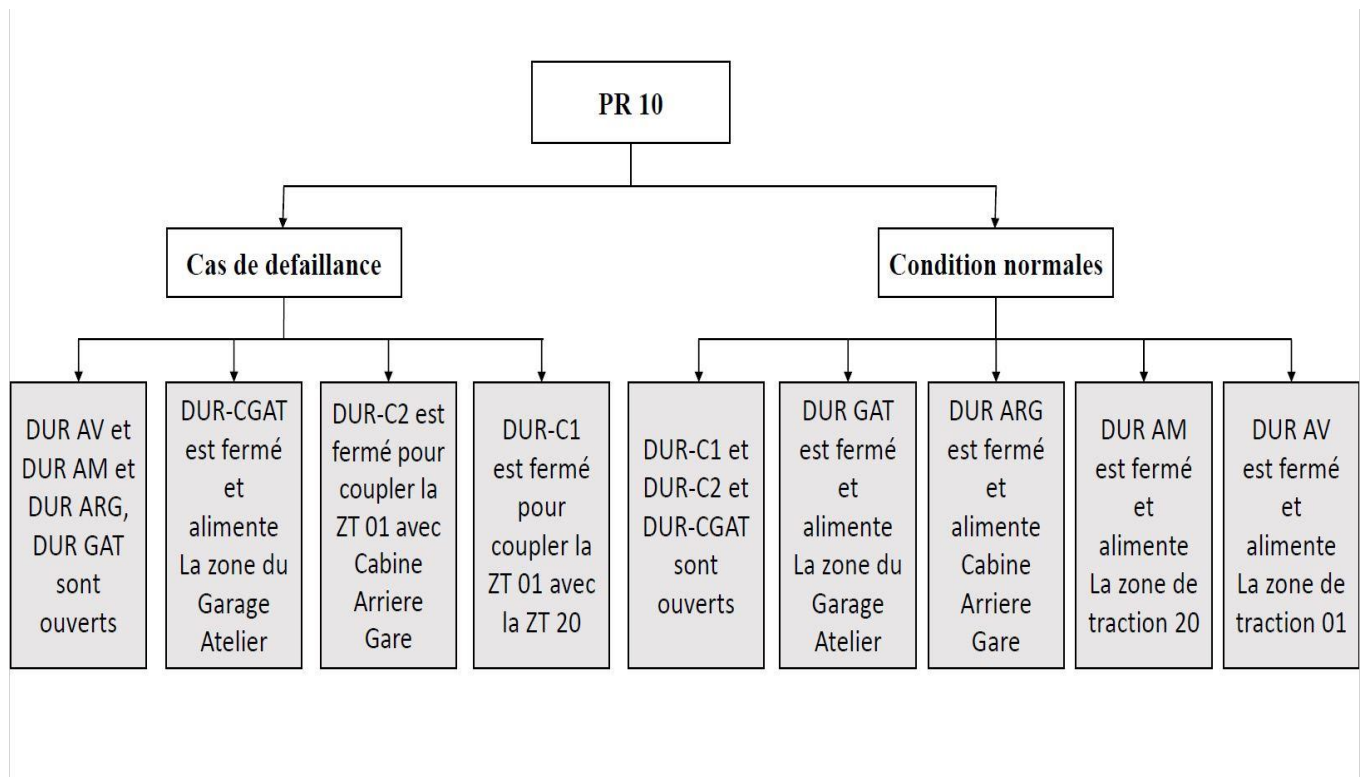 PR 10
Cas de defaillance
Condition normales
DUR AV et
DUR AM et
DUR ARG,
DUR GAT
sont
ouverts
DUR-CGAT
est fermé
et
alimente
La zone du
Garage
Atelier
DUR-C2 est
fermé pour
coupler la
ZT 01 avec
Cabine
Arriere
Gare
DUR-C1
est fermé
pour
coupler la
ZT 01 avec
la ZT 20
DUR-C1 et
DUR-C2 et
DUR-CGAT
sont
ouverts
DUR GAT
est fermé
et
alimente
La zone du
Garage
Atelier
DUR ARG
est fermé
et
alimente
Cabine
Arriere
Gare
DUR AM
est fermé
et
alimente
La zone de
traction 20
DUR AV
est fermé
et
alimente
La zone de
traction 01